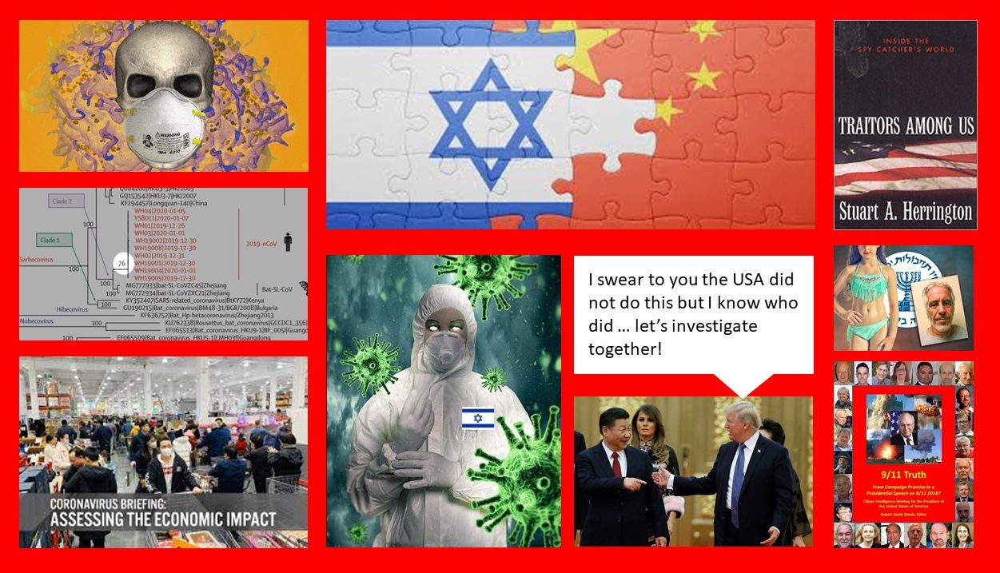 WARNING
Clade 2
GQ153542|HKU3-7|HK/2007
KF294457|Longquan-140|China
WH04|2020-01-05
YS8011|2020-01-07
100
WH01|2019-12-26
WH03|2020-01-01
Clade 1
WH19002|2019-12-30
2019-nCoV
WH19008|2019-12-30
WH02|2019-12-31
Sarbecovirus
76
WH19001|2019-12-30
100
WH19004|2020-01-01
WH19005|2019-12-30
100
MG772933|bat-SL-CoVZC45|Zhejiang
Bat-SL-CoV
MG772934|bat-SL-CoVZXC21|Zhejiang
100
KY352407|SARS-related_coronavirus|BtKY72|Kenya
100
GU190215|Bat_coronavirus|BM48-31/BGR/2008|Bulgaria
Hibecovirus
KF636752|Bat_Hp-betacoronavirus/Zhejiang2013
Nobecovirus
KU762338|Rousettus_bat_coronavirus|GCCDC1_356|
100
EF065513|Bat_coronavirus_HKU9-1|BF_005I|Guangd
100
EF065509|Bat_coronavirus_HKU5-1|LMH03f|Guangdong
CORONAVIRUS BRIEFING:
ASSESSING THE ECONOMIC IMPACT
I swear to you the USA did
not do this but I know who
did ... let's investigate
together!
INSIDE THE
SPY CATCHER'S WORLD
TRAITORS AMONG US
Stuart A. Herrington
9/11 Truth
From Campaign Promise to a
Presidential Speech on 9/11 2018?
Citizen Intelligence Briefing for the President of
the United States of America
Robert David Steele, Editor